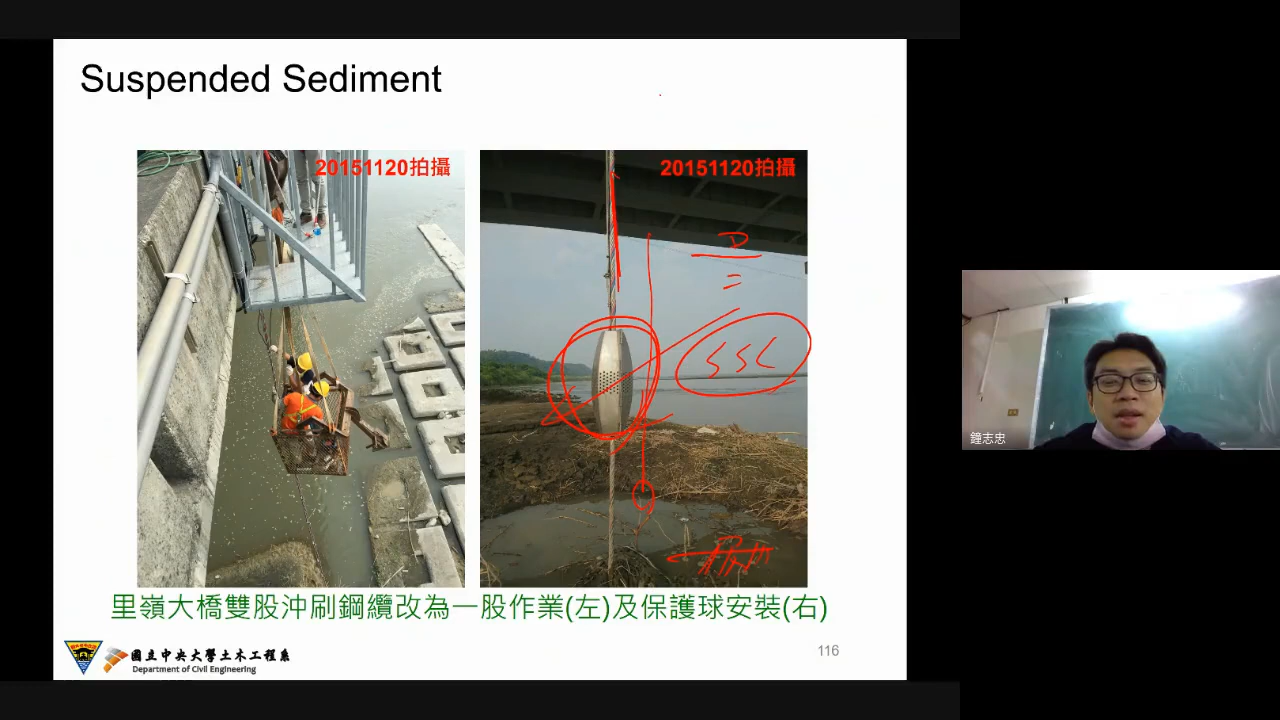 Suspended Sediment
20151120拍攝
20151120拍攝
D
SSC
里嶺大橋雙股沖刷鋼纜改為一股作業(左)及保護球安裝(右)
國立中央大學土木工程系
Department of Civil Engineering
116
鐘志忠